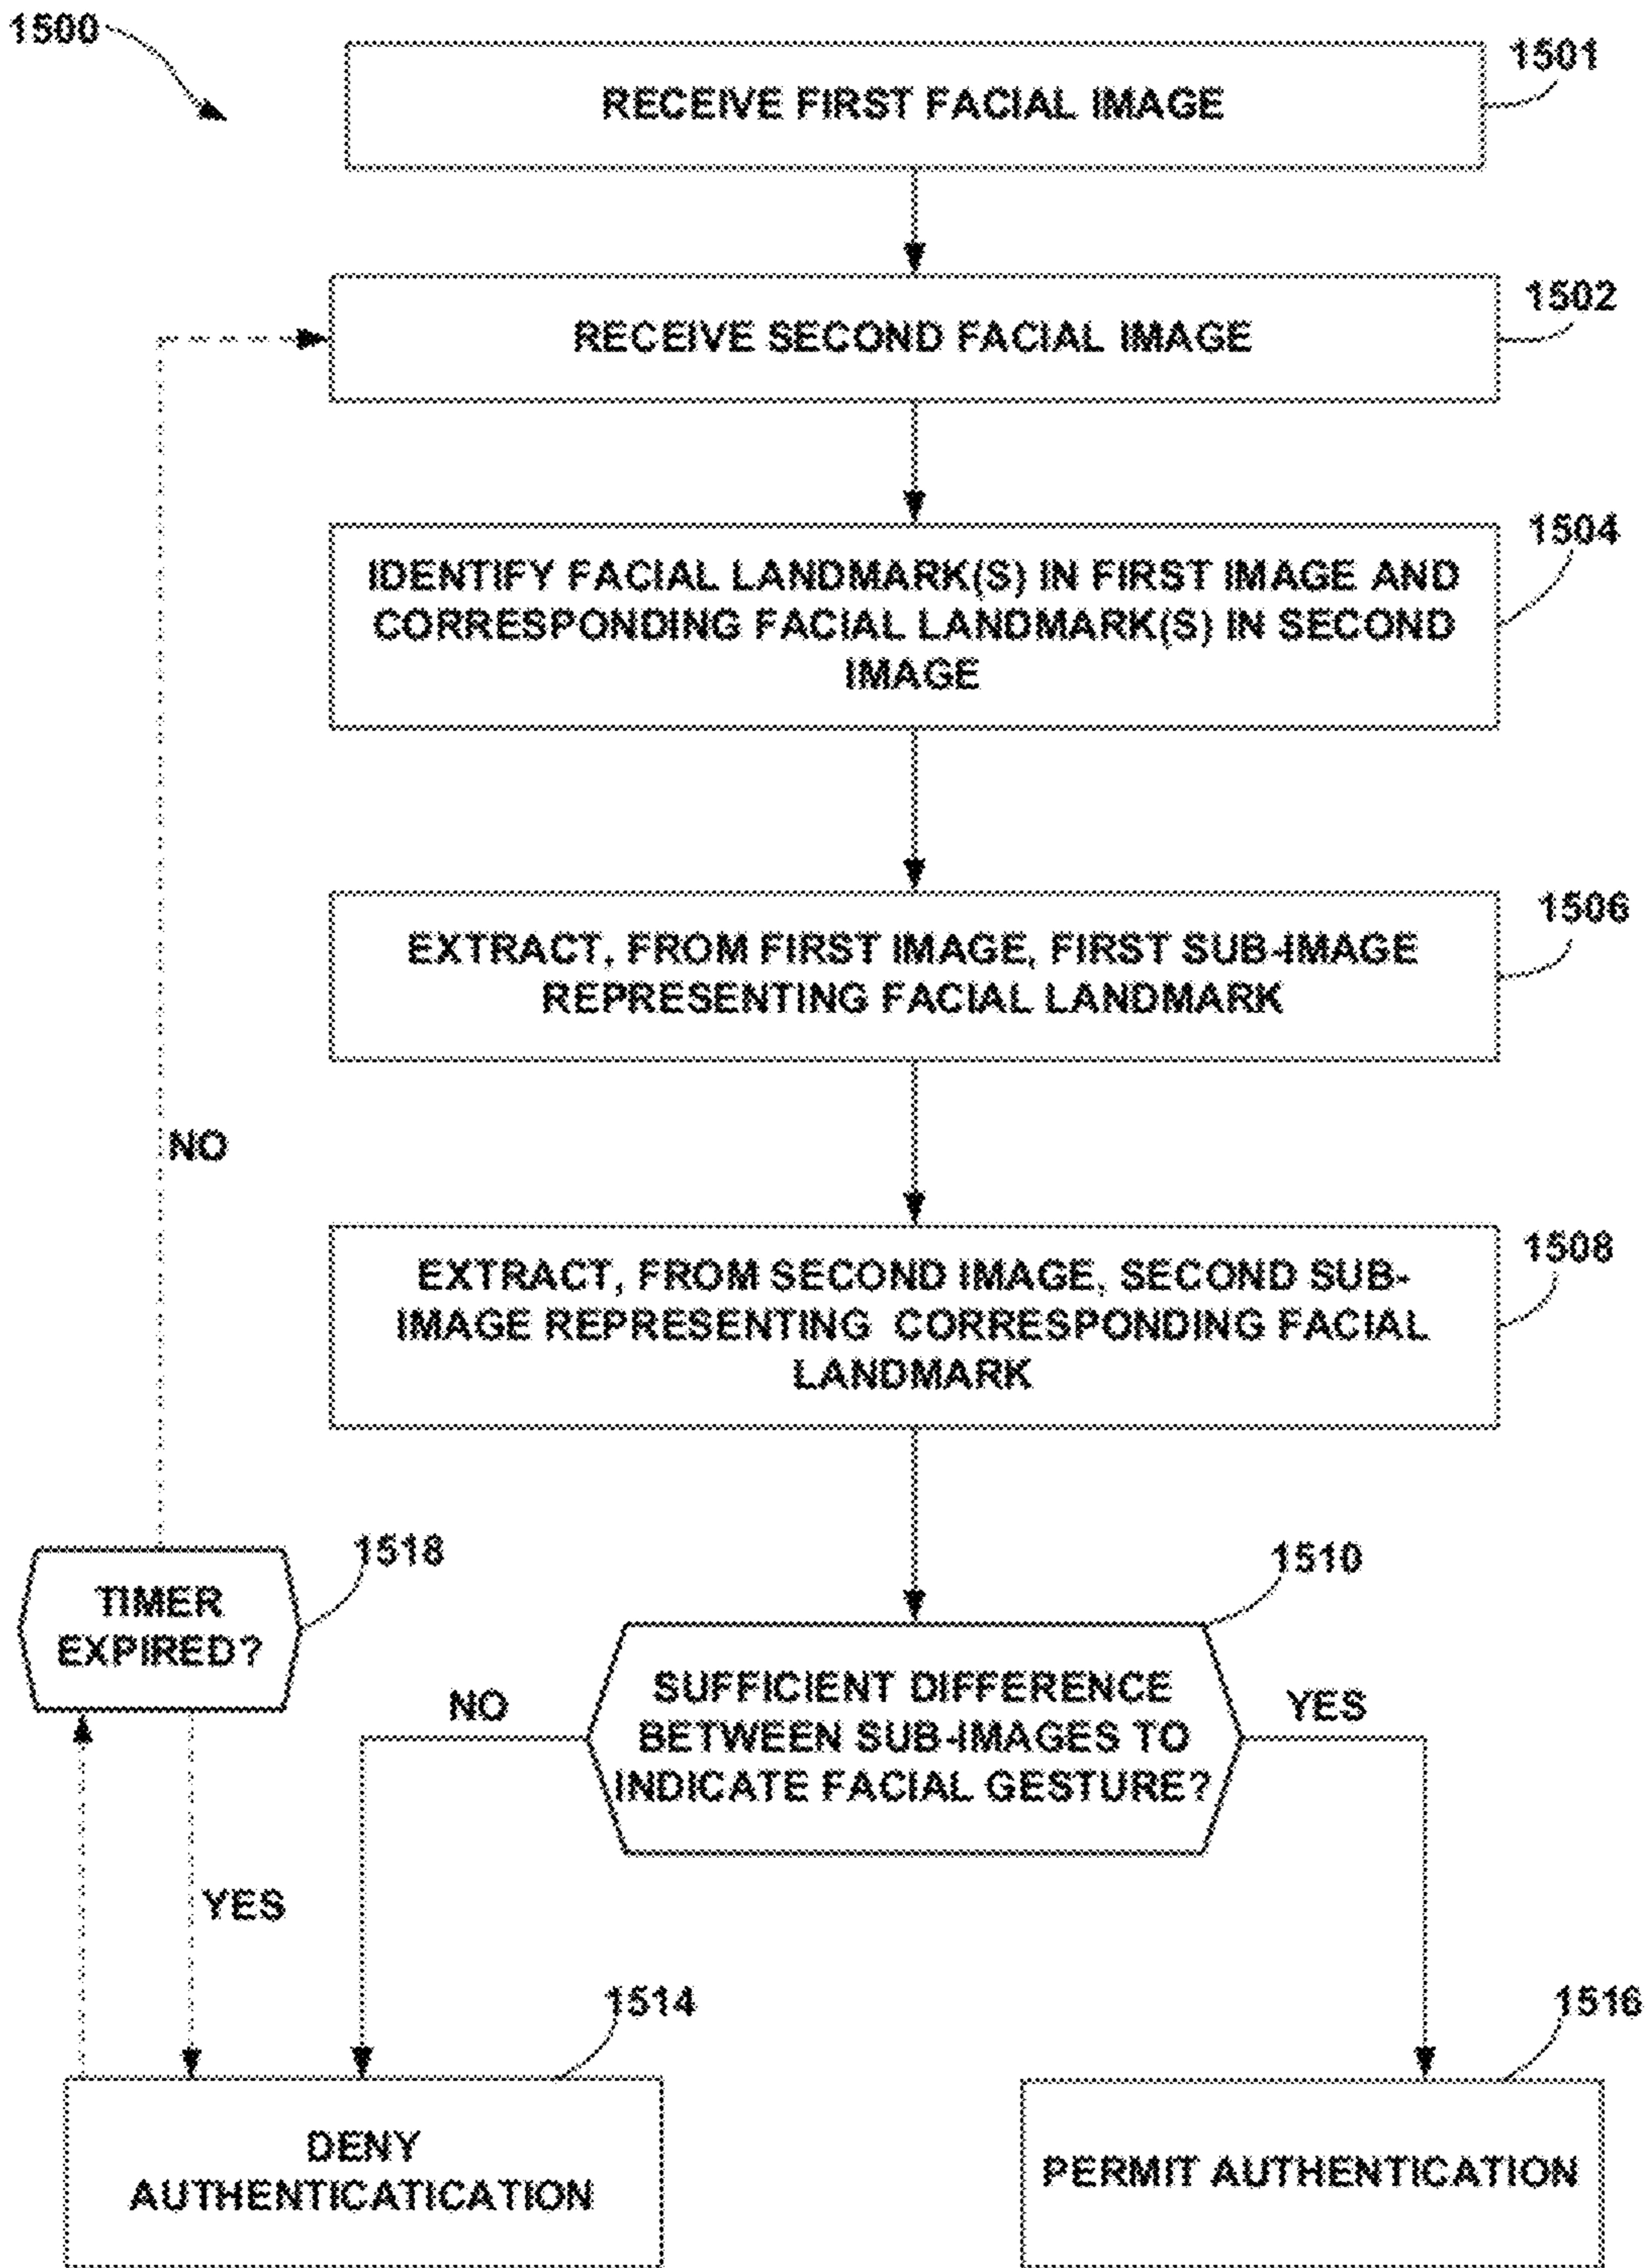 1500
1501
RECEIVE FIRST FACIAL IMAGE
1502
RECEIVE SECOND FACIAL IMAGE
1504
IDENTIFY FACIAL LANDMARK(S) IN FIRST IMAGE AND
CORRESPONDING FACIAL LANDMARK(S) IN SECOND
IMAGE
1506
EXTRACT, FROM FIRST IMAGE, FIRST SUB-IMAGE
REPRESENTING FACIAL LANDMARK
NO
1508
EXTRACT, FROM SECOND IMAGE, SECOND SUB-
IMAGE REPRESENTING CORRESPONDING FACIAL
LANDMARK
1518
TIMER
EXPIRED?
1510
SUFFICIENT DIFFERENCE
BETWEEN SUB-IMAGES TO
INDICATE FACIAL GESTURE?
NO
YES
YES
1514
DENY
AUTHENTICATICATION
1516
PERMIT AUTHENTICATION